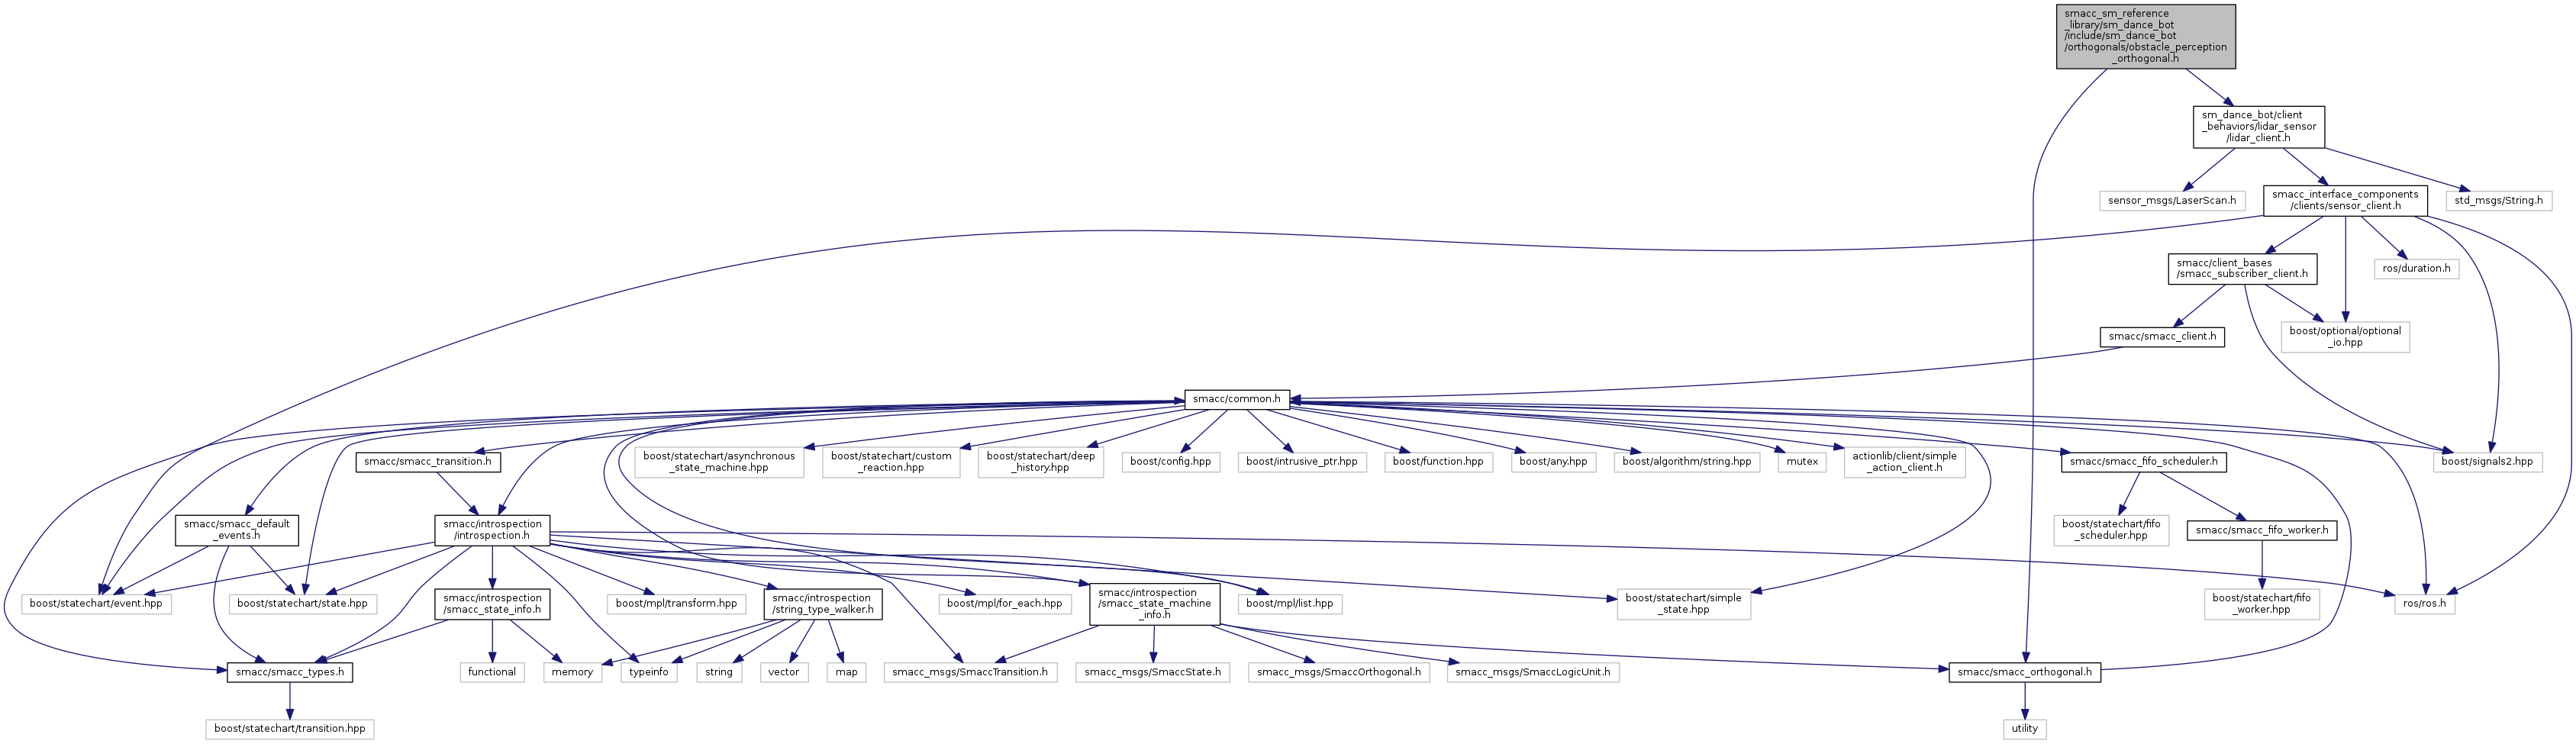 smacc_sm_reference
_library/sm_dance_bot
/include/sm_dance_bot
/orthogonals/obstacle_perception
_orthogonal.h
sm_dance_bot/client
_behaviors/lidar_sensor
/lidar_client.h
sensor_msgs/LaserScan.h
smacc_interface_components
/clients/sensor_client.h
std_msgs/String.h
smacc/client_bases
/smacc_subscriber_client.h
ros/duration.h
smacc/smacc_client.h
boost/optional/optional
_io.hpp
smacc/common.h
smacc/smacc_transition.h
boost/statechart/asynchronous
_state_machine.hpp
boost/statechart/custom
_reaction.hpp
boost/statechart/deep
_history.hpp
boost/config.hpp
boost/intrusive_ptr.hpp
boost/function.hpp
boost/any.hpp
boost/algorithm/string.hpp
mutex
actionlib/client/simple
_action_client.h
smacc/smacc_fifo_scheduler.h
boost/signals2.hpp
smacc/smacc_default
_events.h
smacc/introspection
/introspection.h
boost/statechart/fifo
_scheduler.hpp
smacc/smacc_fifo_worker.h
boost/statechart/event.hpp
boost/statechart/state.hpp
smacc/introspection
/smacc_state_info.h
boost/mpl/transform.hpp
smacc/introspection
/string_type_walker.h
boost/mpl/for_each.hpp
smacc/introspection
/smacc_state_machine
_info.h
boost/mpl/list.hpp
boost/statechart/simple
_state.hpp
boost/statechart/fifo
_worker.hpp
ros/ros.h
smacc/smacc_types.h
functional
memory
typeinfo
string
vector
map
smacc_msgs/SmaccTransition.h
smacc_msgs/SmaccState.h
smacc_msgs/SmaccOrthogonal.h
smacc_msgs/SmaccLogicUnit.h
smacc/smacc_orthogonal.h
boost/statechart/transition.hpp
utility